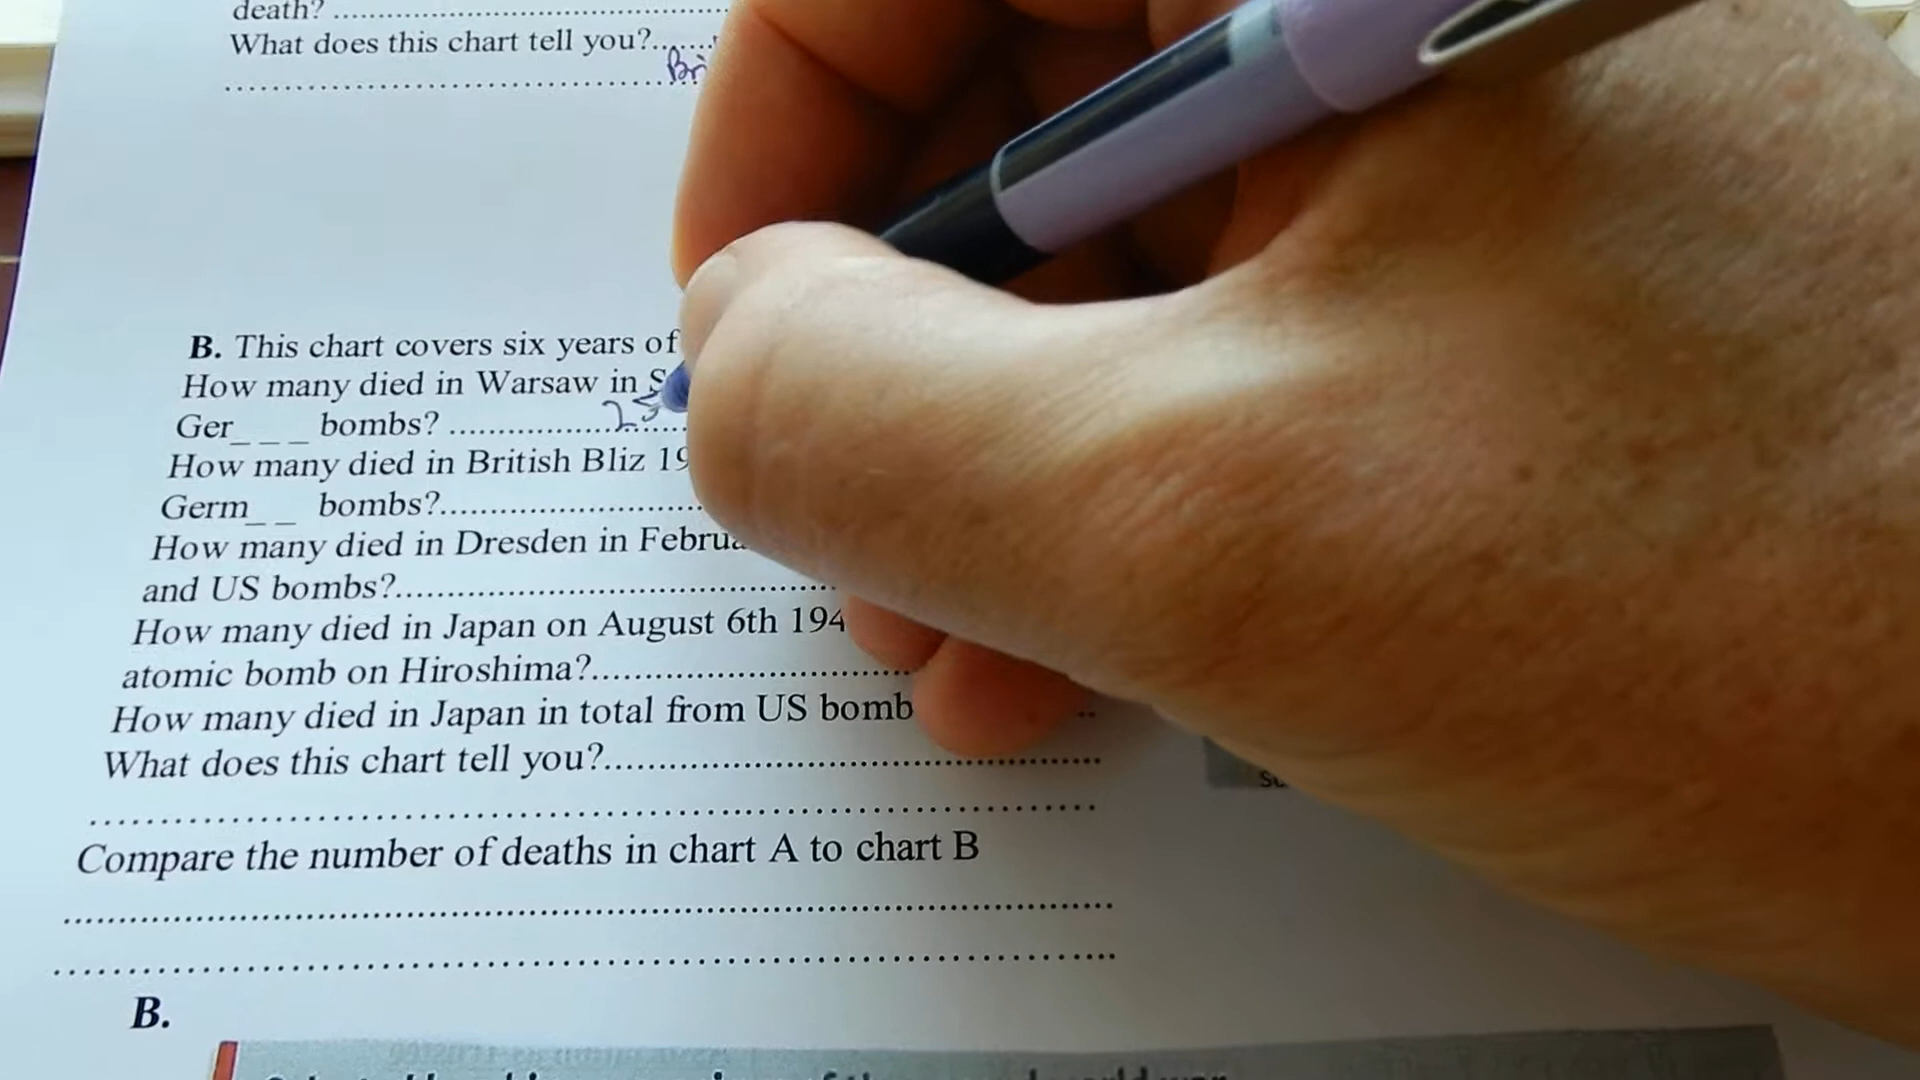 death? ........................................
What does this chart tell you?.......
Bri
........................................
B. This chart covers six years of
How many died in Warsaw in S
Ger_ _ _ bombs? ........................ 25
How many died in British Bliz 19
Germ_ _ bombs?..............................
How many died in Dresden in Februa
and US bombs?..................................................
How many died in Japan on August 6th 194
atomic bomb on Hiroshima?....................................
How many died in Japan in total from US bomb ..
What does this chart tell you?..........................................................
............................................................
Compare the number of deaths in chart A to chart B
............................................................
............................................................
B.